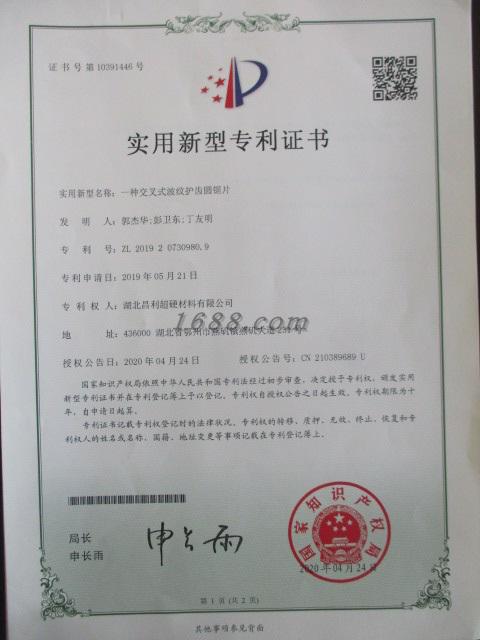 证书号第10391446号
实用新型专利证书
实用新型名称：一种交叉式波纹护齿圆锯片
发 明 人：郭杰华;彭卫东;丁友明
专 利 号：ZL 2019 2 0730980.9
专利申请日：2019年05月21日
专 利 权 人：湖北昌利超硬材料有限公司
地 址：436000 湖北省鄂州市
1688.com
授权公告日：2020年04月24日 授权公告号：CN 210389689 U
国家知识产权局依照中华人民共和国专利法经过初步审查，决定授予专利权，颁发实用
新型专利证书并在专利登记簿上予以登记。专利权自授权公告之日起生效。专利权期限为十
年，自申请日起算。
专利证书记载专利权登记时的法律状况。专利权的转移、质押、无效、终止、恢复和专
利权人的姓名或名称、国籍、地址变更等事项记载在专利登记簿上。
局长
申长雨
申长雨
国家知识产权局
2020年04月24日
第1页(共2页)
其他事项参见背面